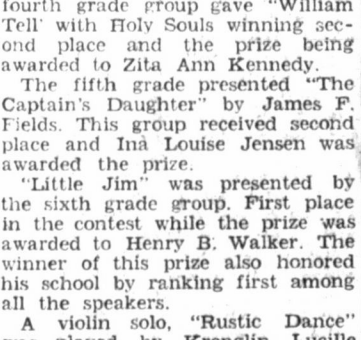 fourth grade group gave "William
Tell' with Holy Souls winning sec-
ond place and the prize being
awarded to Zita Ann Kennedy.
The fifth grade presented "The
Captain's Daughter" by James F.
Fields. This group received second
place and Ina Louise Jensen was
awarded the prize.
"Little Jim" was presented by
the sixth grade group. First place
in the contest while the prize was
awarded to Henry B. Walker. The
winner of this prize also honored
his school by ranking first among
all the speakers.
A violin solo, "Rustic Dance"
was played by Lucille